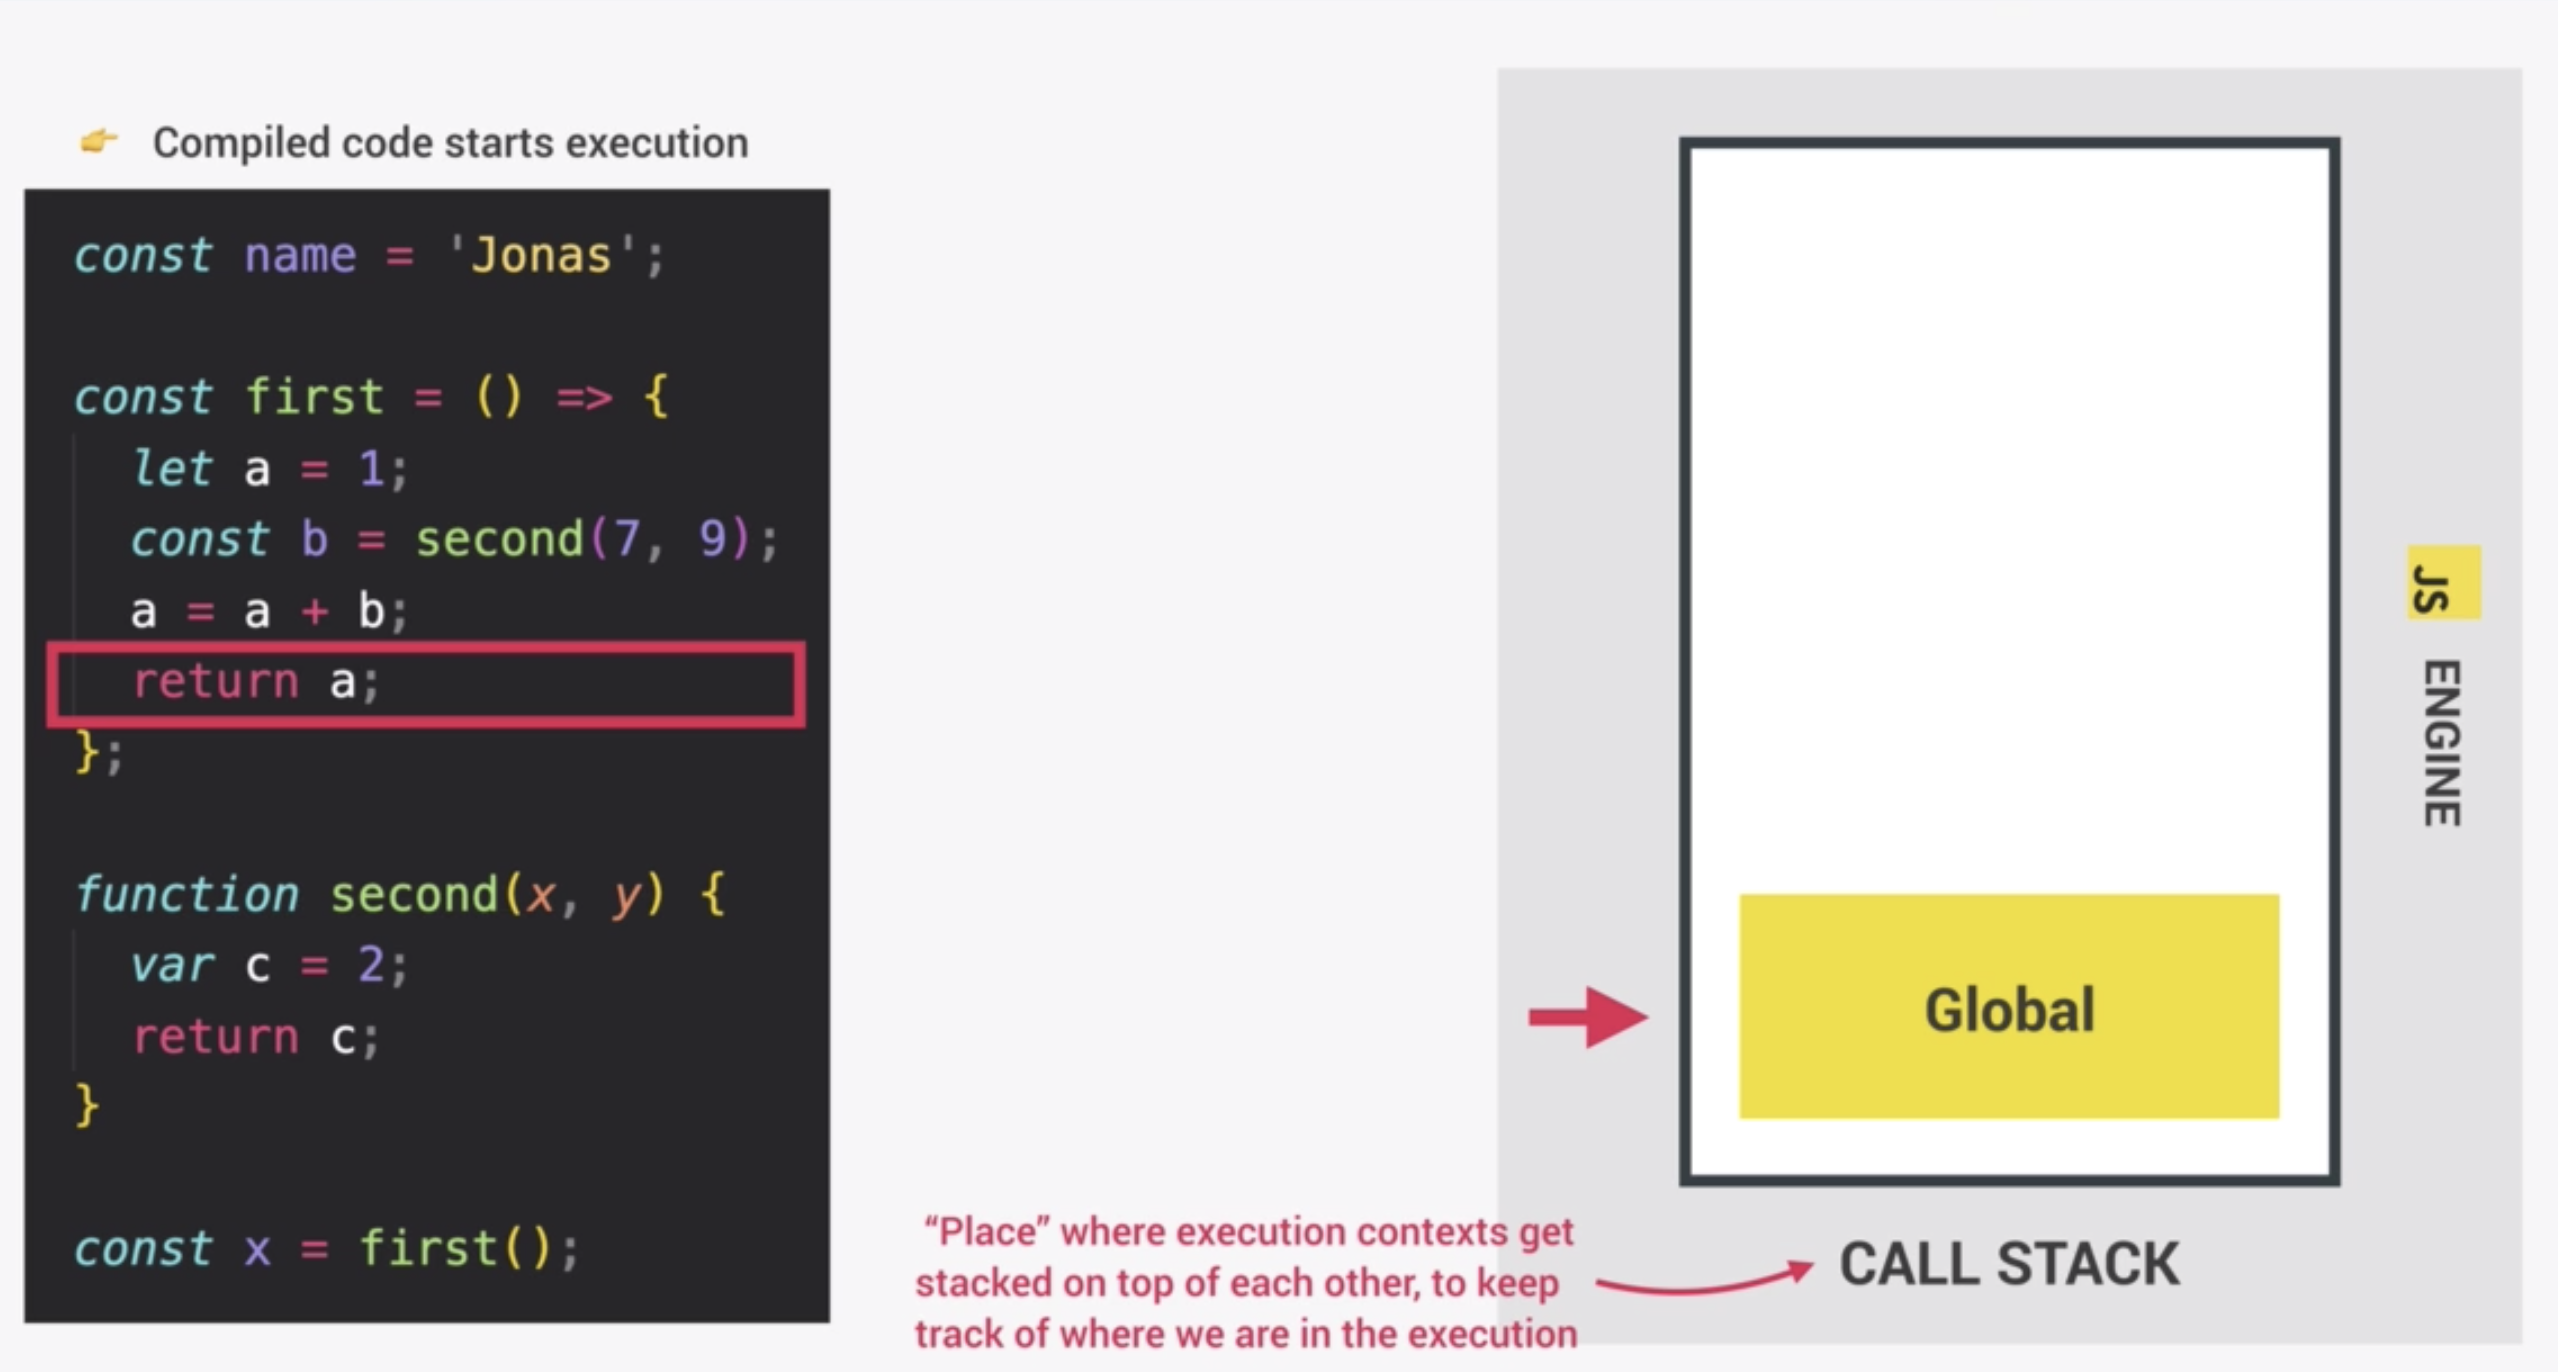 👉 Compiled code starts execution
const name = 'Jonas';
const first = () => {
let a = 1;
const b = second(7, 9);
a = a + b;
return a;
};
function second(x, y) {
var c = 2;
return c;
}
const x = first();
Global
JS ENGINE
CALL STACK
“Place” where execution contexts get
stacked on top of each other, to keep
track of where we are in the execution